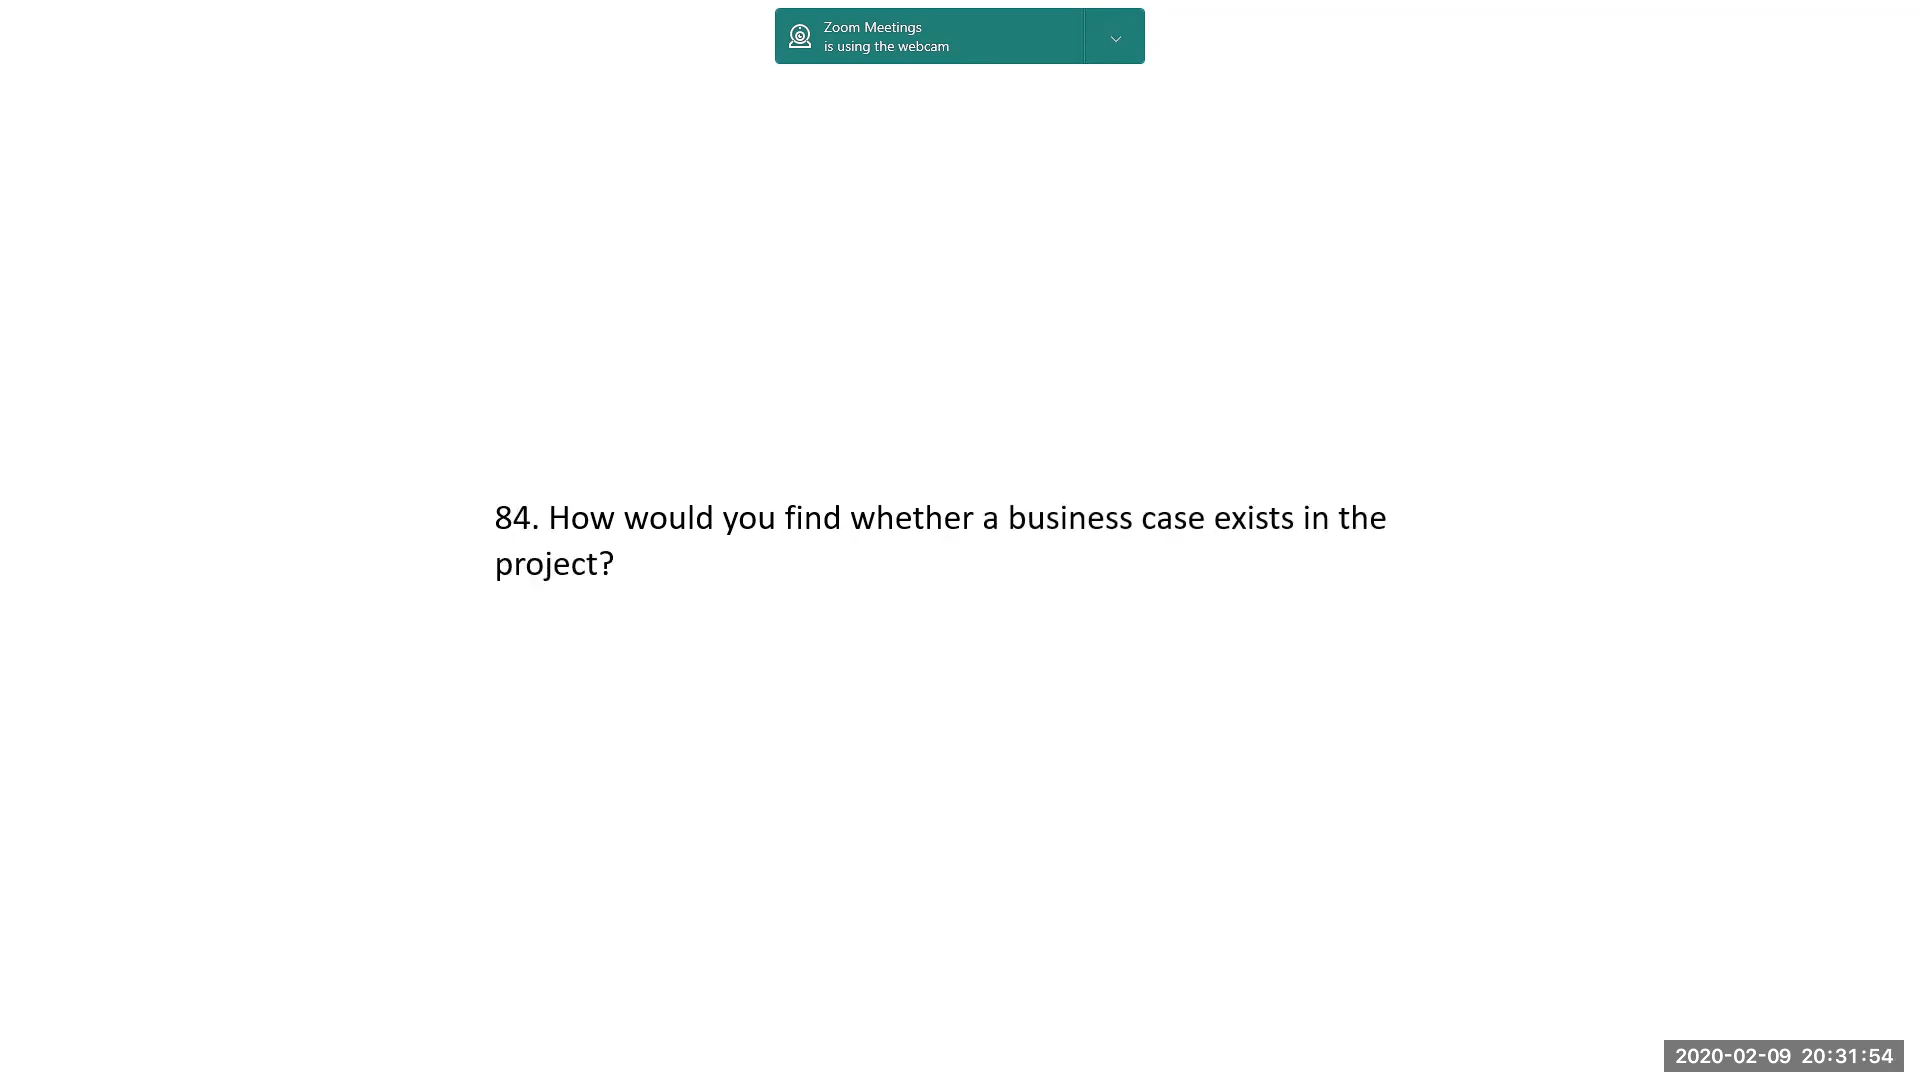 Zoom Meetings
is using the webcam
84. How would you find whether a business case exists in the
project?
2020-02-09 20:31:54